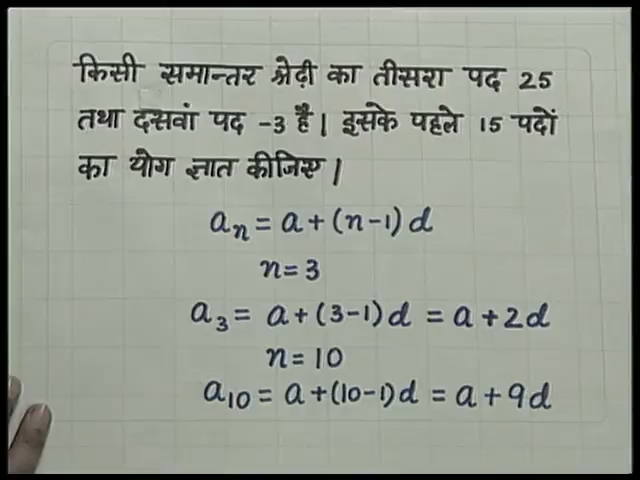 किसी समान्तर श्रेढ़ी का तीसरा पद 25
तथा दसवां पद -3 है। इसके पहले 15 पदों
का योग ज्ञात कीजिए।
aₙ = a + (n-1) d
n = 3
a₃ = a + (3-1) d = a + 2d
n = 10
a₁₀ = a + (10-1) d = a + 9d